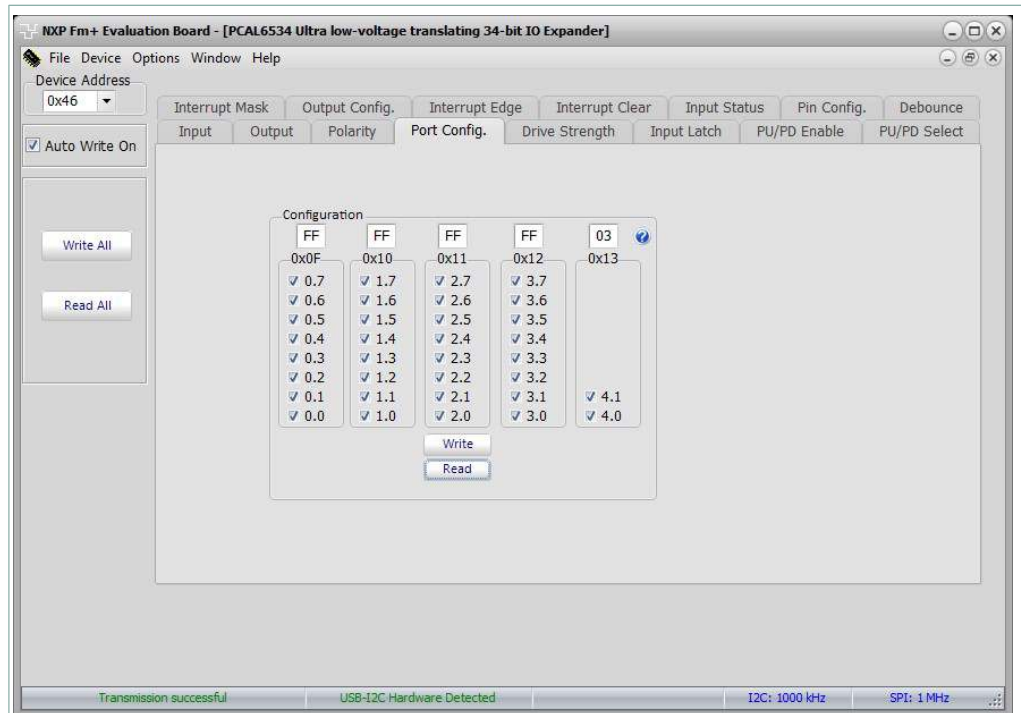 NXP Fm+ Evaluation Board - [PCAL6534 Ultra low-voltage translating 34-bit IO Expander]
File Device Options Window Help
Device Address
0x46
Auto Write On
Write All
Read All
Interrupt Mask Output Config. Interrupt Edge Interrupt Clear Input Status Pin Config. Debounce
Input Output Polarity Port Config. Drive Strength Input Latch PU/PD Enable PU/PD Select
Configuration
FF FF FF FF 03
0x0F 0x10 0x11 0x12 0x13
0.7 1.7 2.7 3.7
0.6 1.6 2.6 3.6
0.5 1.5 2.5 3.5
0.4 1.4 2.4 3.4
0.3 1.3 2.3 3.3
0.2 1.2 2.2 3.2
0.1 1.1 2.1 3.1 4.1
0.0 1.0 2.0 3.0 4.0
Write
Read
Transmission successful USB-I2C Hardware Detected I2C: 1000 kHz SPI: 1 MHz